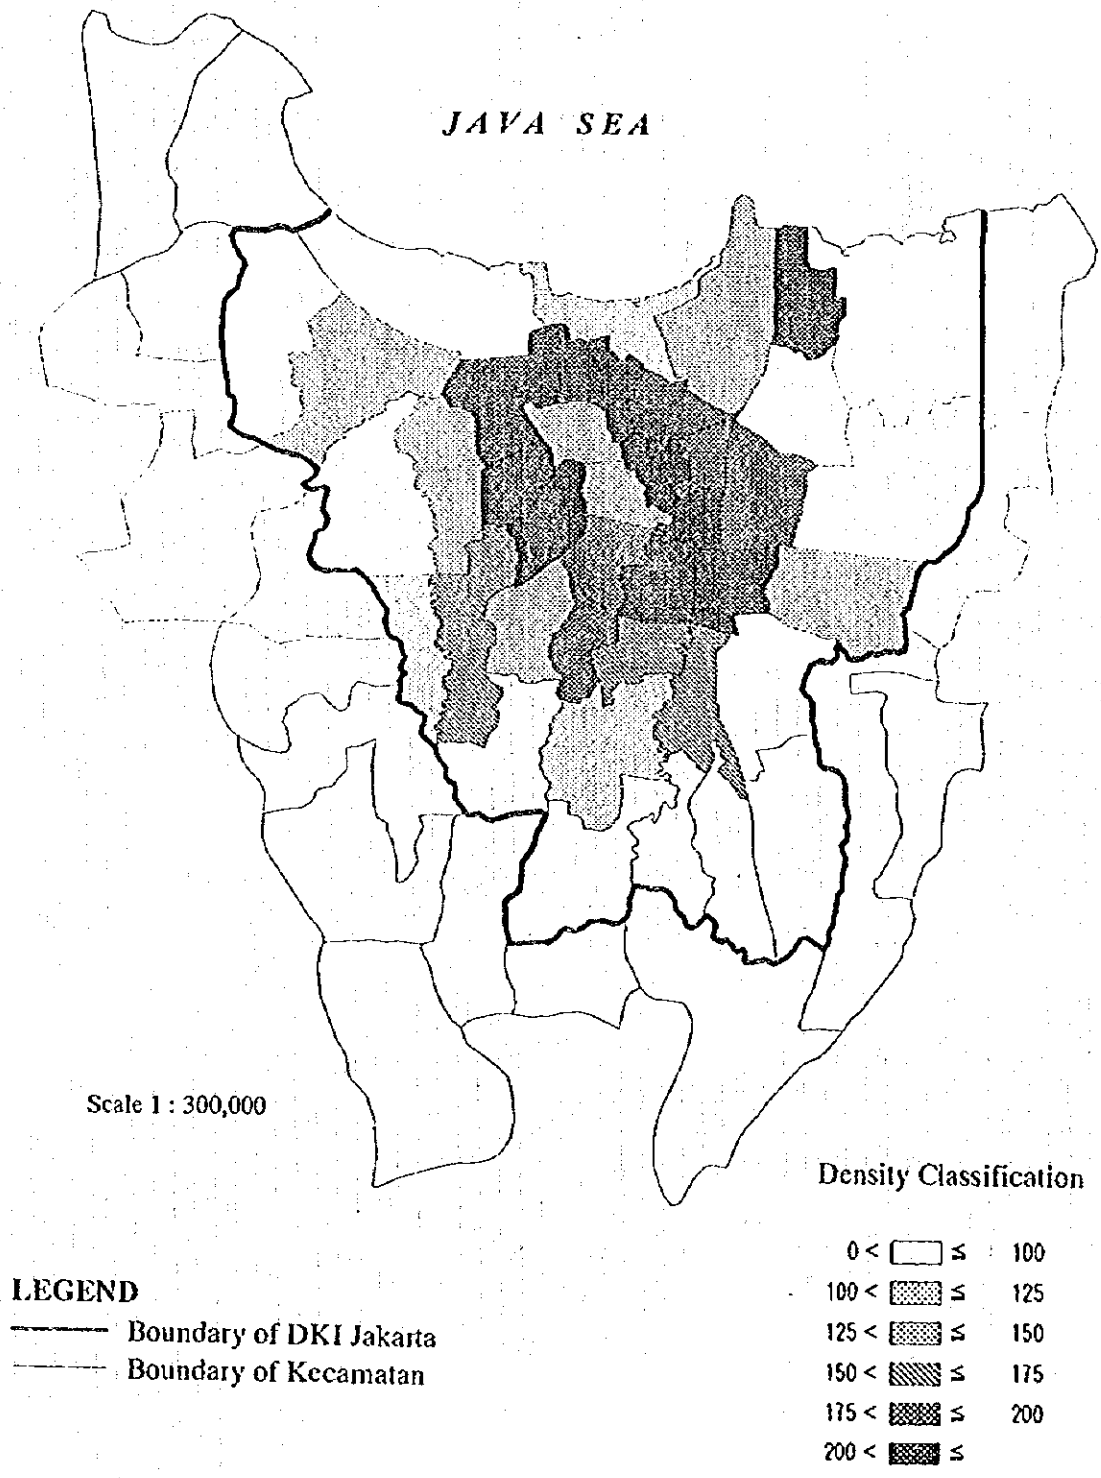 JAVA SEA
Scale 1 : 300,000
Density Classification
0 < ≤ 100
100 < ≤ 125
125 < ≤ 150
150 < ≤ 175
175 < ≤ 200
200 < ≤
LEGEND
Boundary of DKI Jakarta
Boundary of Kecamatan